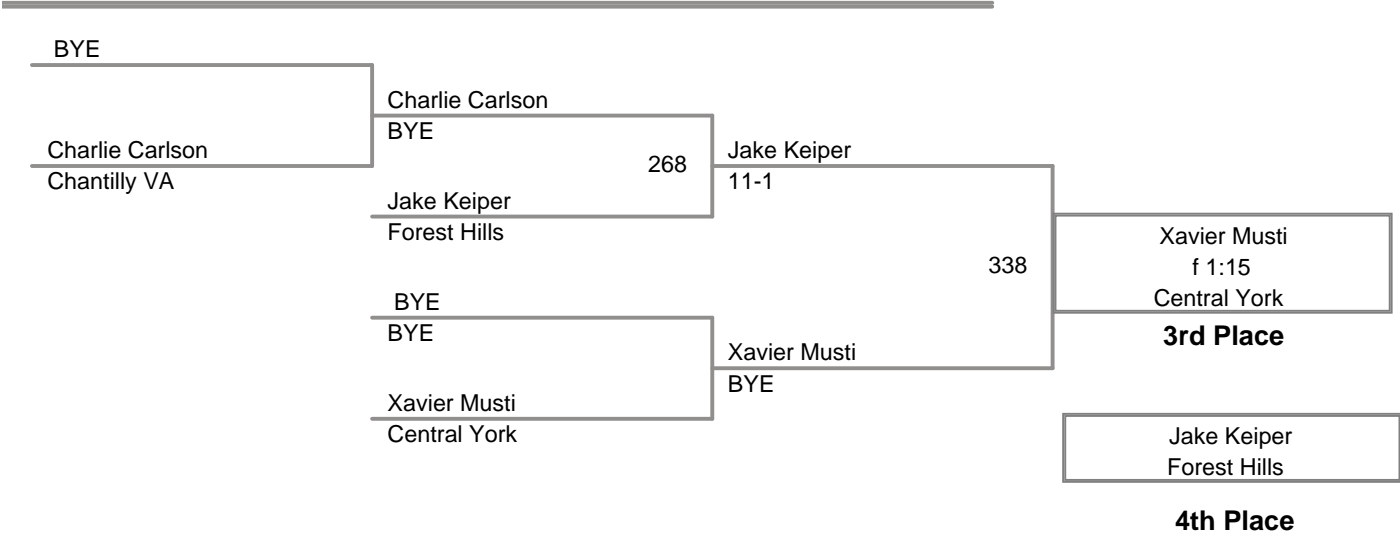 BYE
Charlie Carlson
Chantilly VA
Charlie Carlson
BYE
268
Jake Keiper
Forest Hills
BYE
BYE
Xavier Musti
Central York
Jake Keiper
11-1
338
Xavier Musti
BYE
Xavier Musti
f 1:15
Central York
3rd Place
Jake Keiper
Forest Hills
4th Place